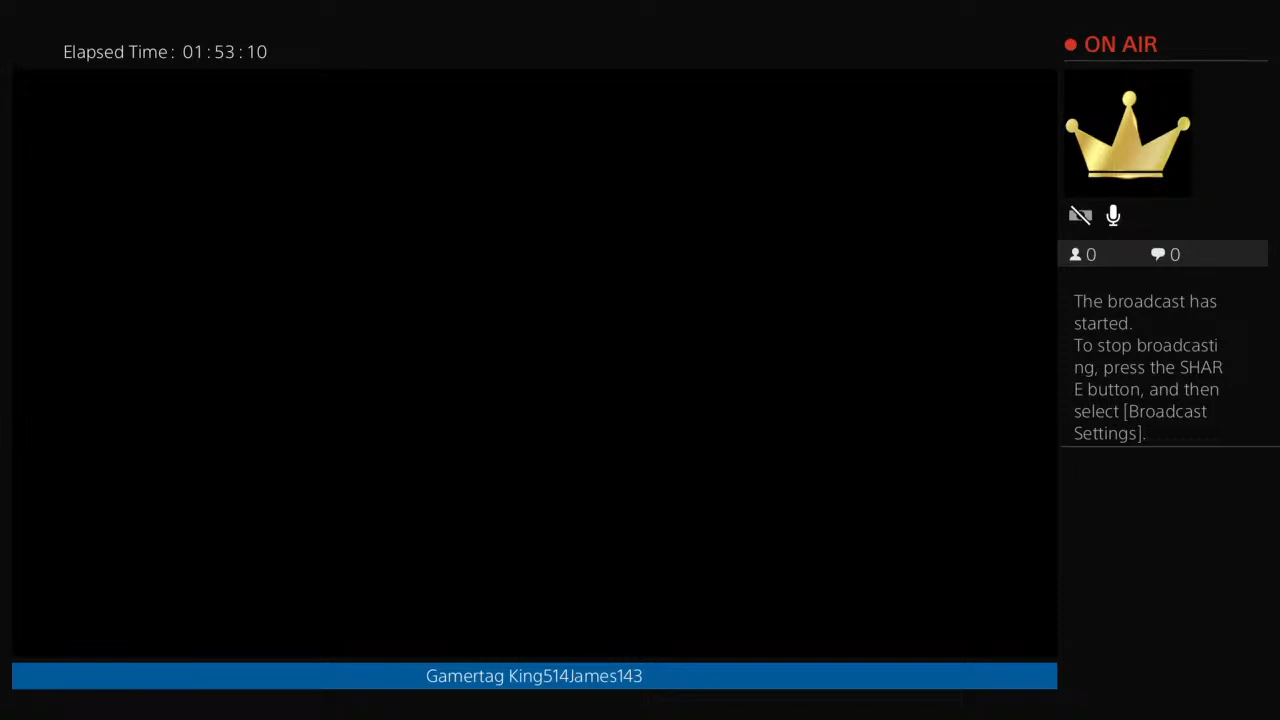 Elapsed Time: 01:53:10
ON AIR
0 0
The broadcast has
started.
To stop broadcasti
ng, press the SHAR
E button, and then
select [Broadcast
Settings].
Gamertag King514James143